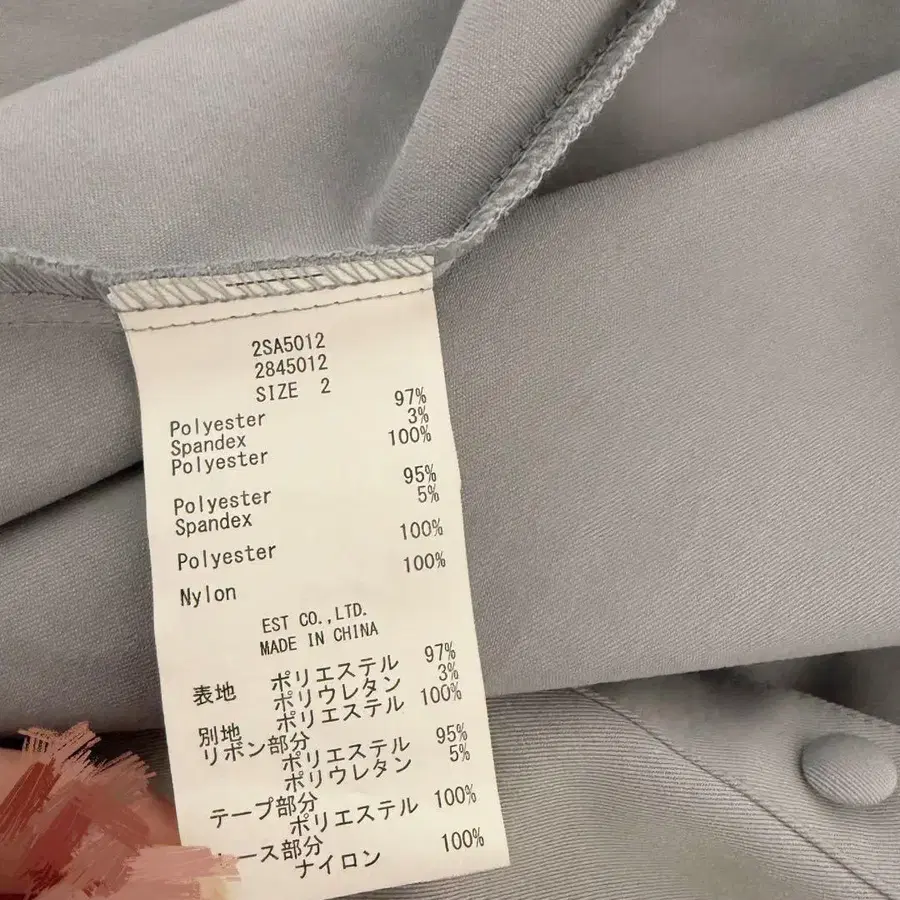 2SA5012
2845012
SIZE 2
Polyester 97%
Spandex 3%
Polyester 100%
Polyester 95%
Spandex 5%
Polyester 100%
Nylon 100%
EST CO.,LTD.
MADE IN CHINA
表地 ポリエステル 97%
ポリウレタン 3%
別地 ポリエステル 100%
リボン部分
ポリエステル 95%
ポリウレタン 5%
テープ部分
ポリエステル 100%
ース部分
ナイロン 100%